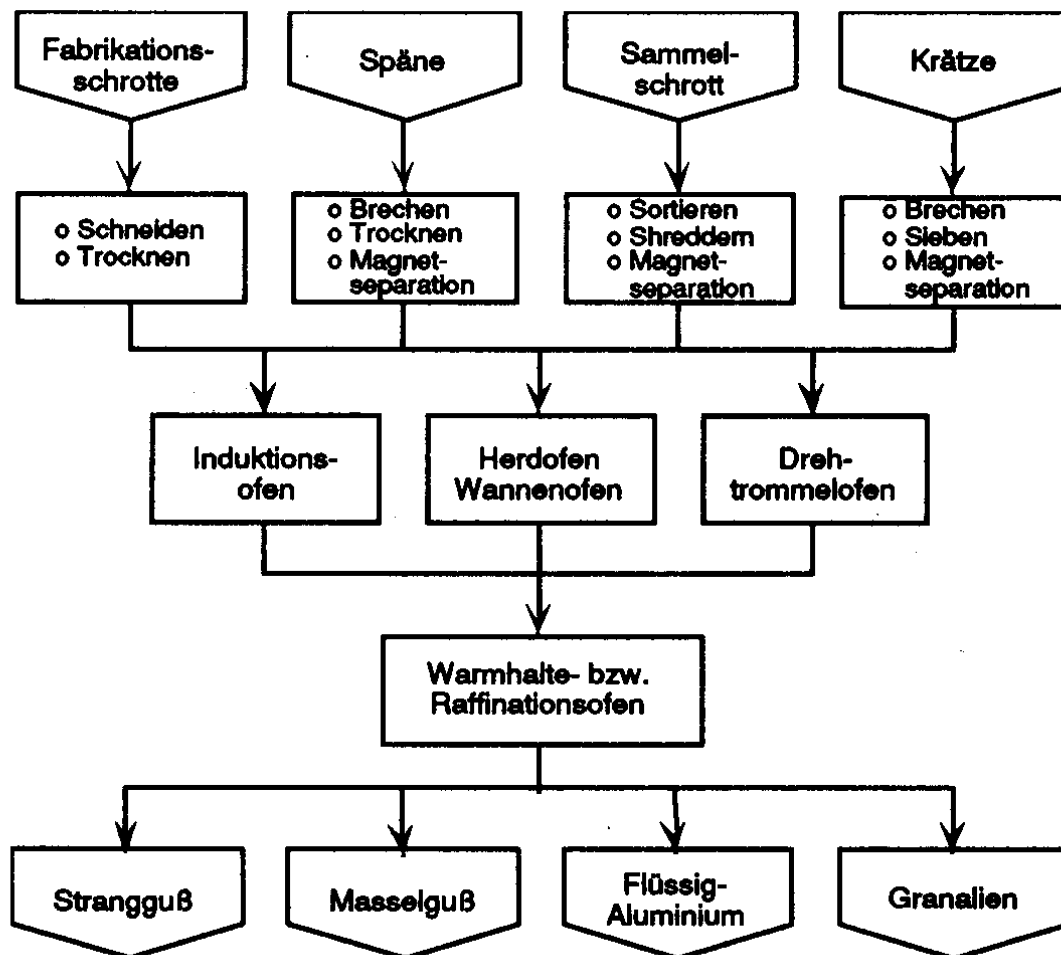 Fabrikations-
schrotte
Späne
Sammel-
schrott
Krätze
o Schneiden
o Trocknen
o Brechen
o Trocknen
o Magnet-
separation
o Sortieren
o Shreddern
o Magnet-
separation
o Brechen
o Sieben
o Magnet-
separation
Induktions-
ofen
Herdofen
Wannenofen
Dreh-
trommelofen
Warmhalte- bzw.
Raffinationsofen
Strangguß
Masselguß
Flüssig-
Aluminium
Granalien